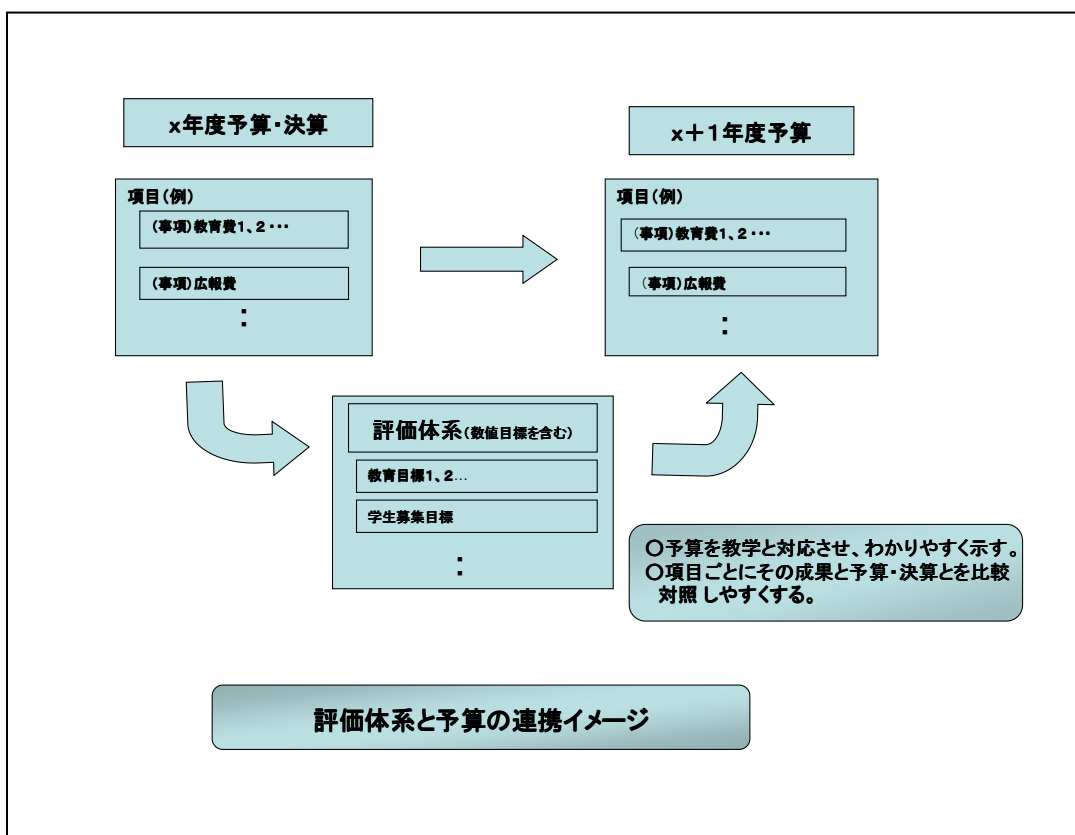 x年度予算・決算
x＋1年度予算
項目（例）
（事項）教育費1、2・・・
（事項）広報費
：
項目（例）
（事項）教育費1、2・・・
（事項）広報費
：
評価体系（数値目標を含む）
教育目標1、2…
学生募集目標
：
○予算を教学と対応させ、わかりやすく示す。
○項目ごとにその成果と予算・決算とを比較
対照しやすくする。
評価体系と予算の連携イメージ